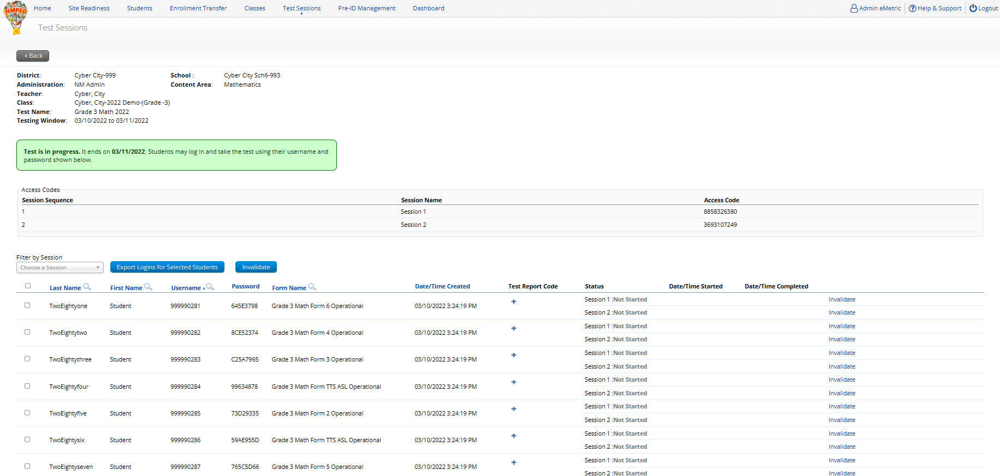 NMPED
Home Site Readiness Students Enrollment Transfer Classes Test Sessions Pre-ID Management Dashboard Admin eMetric Help & Support Logout
Test Sessions
« Back
District: Cyber City-999 School : Cyber City Sch6-993
Administration: NM Admin Content Area: Mathematics
Teacher: Cyber, City
Class: Cyber, City-2022 Demo-(Grade -3)
Test Name: Grade 3 Math 2022
Testing Window: 03/10/2022 to 03/11/2022
Test is in progress. It ends on 03/11/2022. Students may log in and take the test using their username and
password shown below.
Access Codes
Session Sequence Session Name Access Code
1 Session 1 8858326380
2 Session 2 3693107249
Filter by Session
Choose a Session Export Logins for Selected Students Invalidate
Last Name First Name Username Password Form Name Date/Time Created Test Report Code Status Date/Time Started Date/Time Completed
Session 1 :Not Started Invalidate
TwoEightyone Student 999990281 645E3798 Grade 3 Math Form 6 Operational 03/10/2022 3:24:19 PM +
Session 2 :Not Started Invalidate
Session 1 :Not Started Invalidate
TwoEightytwo Student 999990282 8CE52374 Grade 3 Math Form 4 Operational 03/10/2022 3:24:19 PM +
Session 2 :Not Started Invalidate
Session 1 :Not Started Invalidate
TwoEightythree Student 999990283 C25A7965 Grade 3 Math Form 3 Operational 03/10/2022 3:24:19 PM +
Session 2 :Not Started Invalidate
Session 1 :Not Started Invalidate
TwoEightyfour Student 999990284 99634878 Grade 3 Math Form TTS ASL Operational 03/10/2022 3:24:19 PM +
Session 2 :Not Started Invalidate
Session 1 :Not Started Invalidate
TwoEightyfive Student 999990285 73D29335 Grade 3 Math Form 2 Operational 03/10/2022 3:24:19 PM +
Session 2 :Not Started Invalidate
Session 1 :Not Started Invalidate
TwoEightysix Student 999990286 59AE955D Grade 3 Math Form TTS ASL Operational 03/10/2022 3:24:19 PM +
Session 2 :Not Started Invalidate
Session 1 :Not Started Invalidate
TwoEightyseven Student 999990287 765C5D66 Grade 3 Math Form 5 Operational 03/10/2022 3:24:19 PM +
Session 2 :Not Started Invalidate